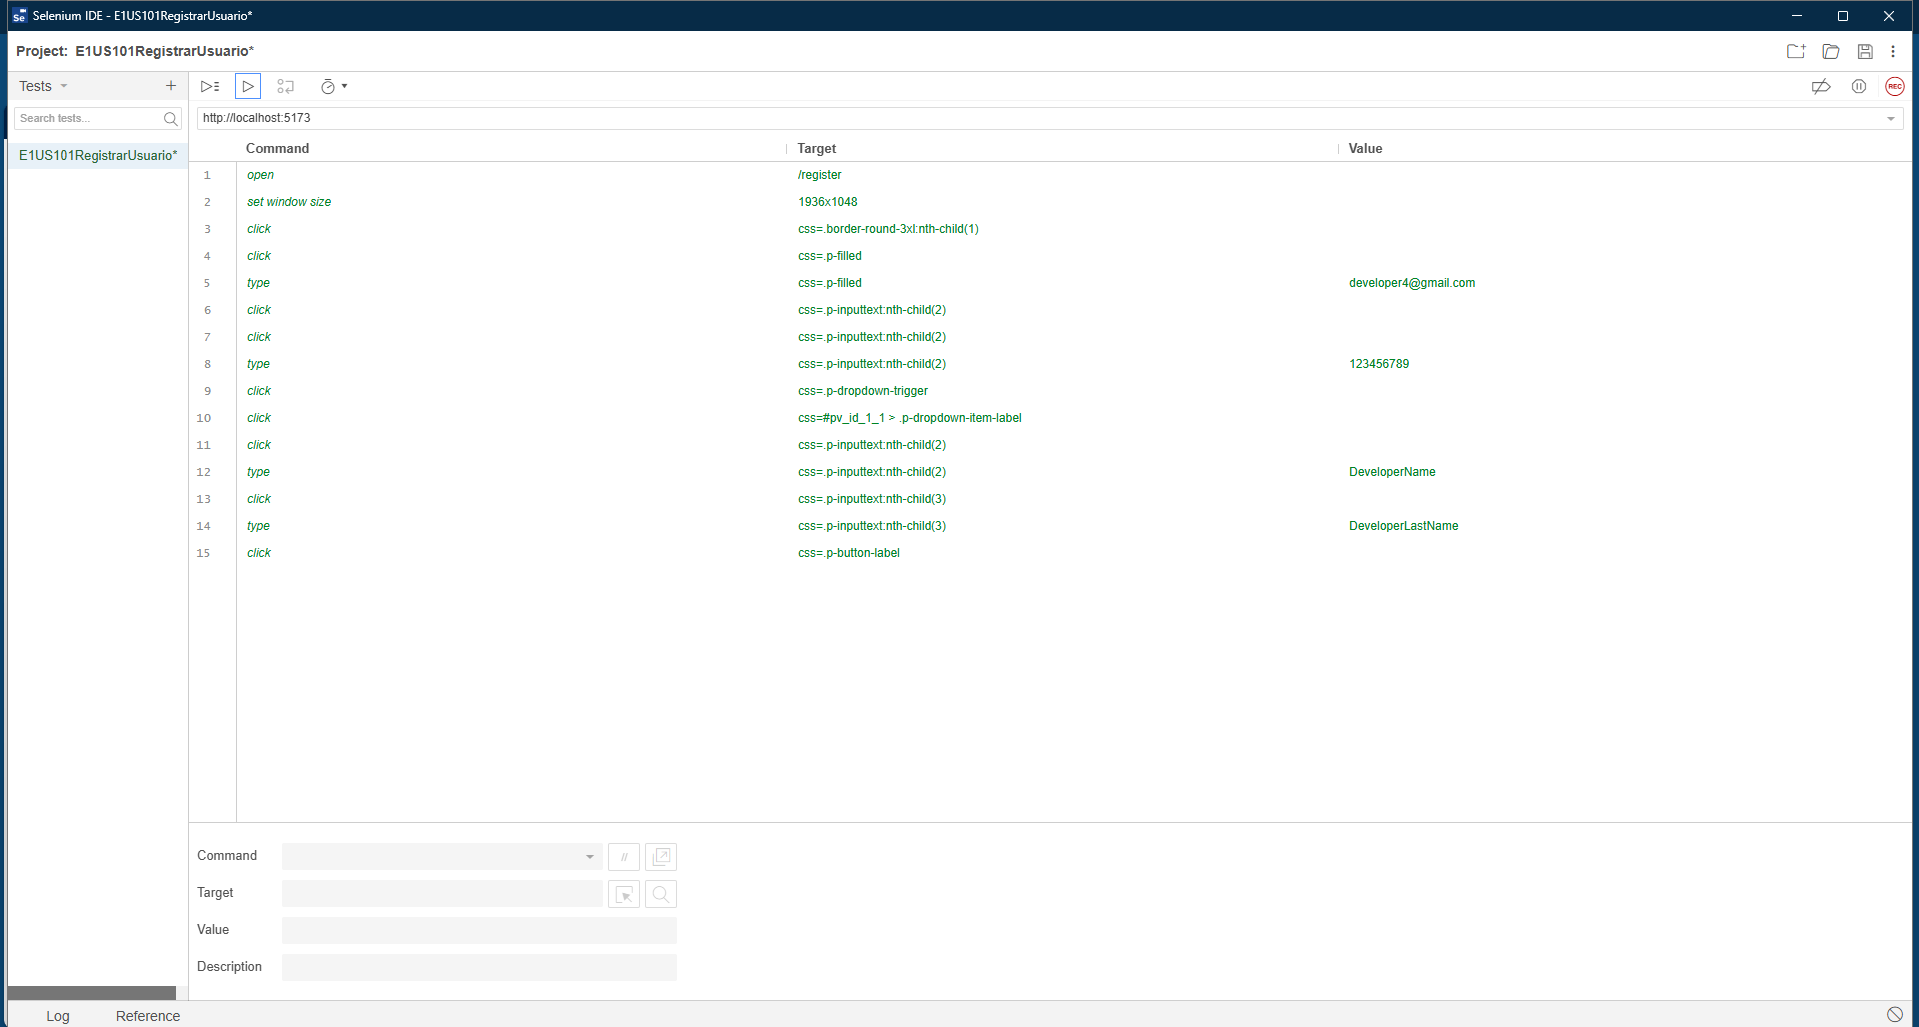 Selenium IDE - E1US101RegistrarUsuario*
Project: E1US101RegistrarUsuario*
Tests
Search tests...
E1US101RegistrarUsuario*
REC
http://localhost:5173
Command Target Value
1 open /register
2 set window size 1936x1048
3 click css=.border-round-3xl:nth-child(1)
4 click css=.p-filled
5 type css=.p-filled developer4@gmail.com
6 click css=.p-inputtext:nth-child(2)
7 click css=.p-inputtext:nth-child(2)
8 type css=.p-inputtext:nth-child(2) 123456789
9 click css=.p-dropdown-trigger
10 click css=#pv_id_1_1 > .p-dropdown-item-label
11 click css=.p-inputtext:nth-child(2)
12 type css=.p-inputtext:nth-child(2) DeveloperName
13 click css=.p-inputtext:nth-child(3)
14 type css=.p-inputtext:nth-child(3) DeveloperLastName
15 click css=.p-button-label
Command //
Target
Value
Description
Log Reference